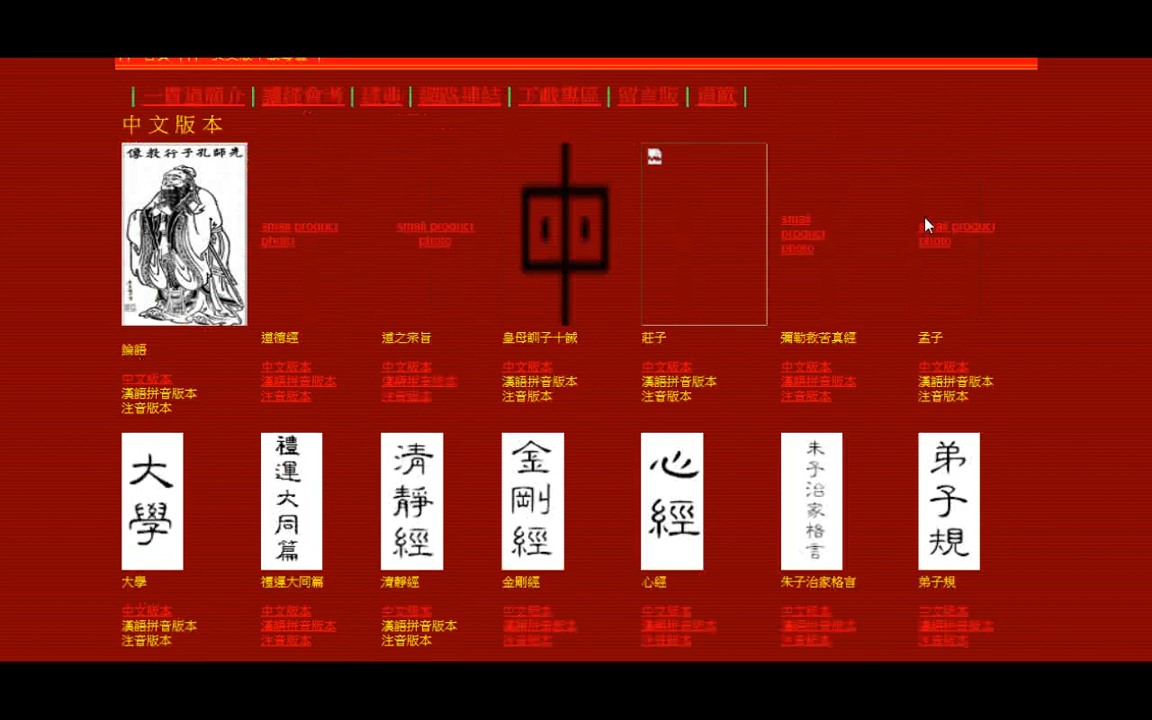 一貫道簡介 讀經會考 經典 網路連結 下載專區 留言版 道歌
中文版本
先師孔子行教像
small product photo
small product photo
small product photo
small product photo
論語
道德經
道之宗旨
皇母訓子十誡
莊子
彌勒救苦真經
孟子
中文版本
漢語拼音版本
注音版本
中文版本
漢語拼音版本
注音版本
中文版本
漢語拼音版本
注音版本
中文版本
漢語拼音版本
注音版本
中文版本
漢語拼音版本
注音版本
中文版本
漢語拼音版本
注音版本
中文版本
漢語拼音版本
注音版本
大學
禮運大同篇
清靜經
金剛經
心經
朱子治家格言
弟子規
大學
禮運大同篇
清靜經
金剛經
心經
朱子治家格言
弟子規
中文版本
漢語拼音版本
注音版本
中文版本
漢語拼音版本
注音版本
中文版本
漢語拼音版本
注音版本
中文版本
漢語拼音版本
注音版本
中文版本
漢語拼音版本
注音版本
中文版本
漢語拼音版本
注音版本
中文版本
漢語拼音版本
注音版本